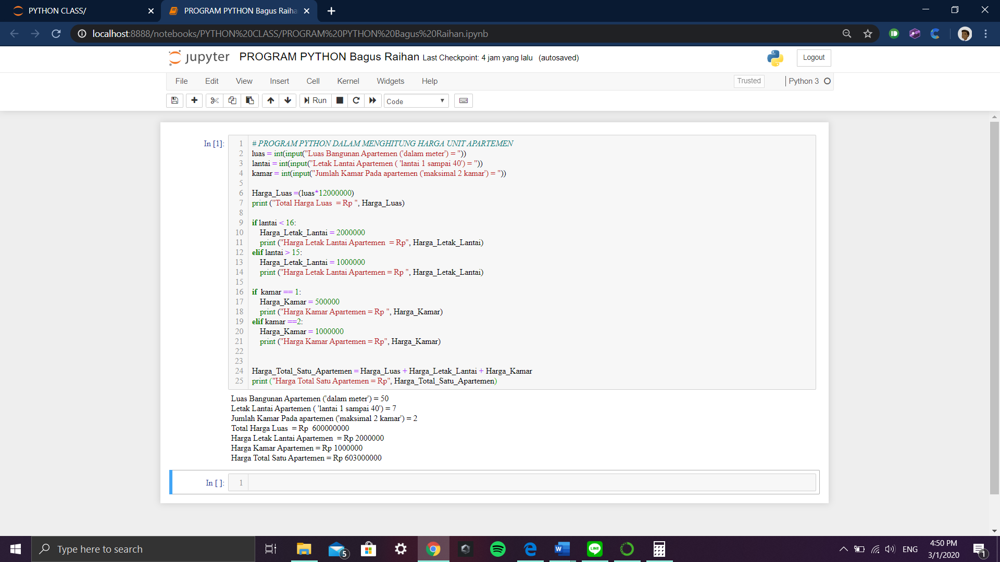 PYTHON CLASS/
PROGRAM PYTHON Bagus Raiha
localhost:8888/notebooks/PYTHON%20CLASS/PROGRAM%20PYTHON%20Bagus%20Raihan.ipynb
jupyter PROGRAM PYTHON Bagus Raihan Last Checkpoint: 4 jam yang lalu (autosaved)
Logout
File Edit View Insert Cell Kernel Widgets Help
Trusted
Python 3
Run
Code
In [1]:
1 # PROGRAM PYTHON DALAM MENGHITUNG HARGA UNIT APARTEMEN
2 luas = int(input("Luas Bangunan Apartemen ('dalam meter') = "))
3 lantai = int(input("Letak Lantai Apartemen ( 'lantai 1 sampai 40') = "))
4 kamar = int(input("Jumlah Kamar Pada apartemen ('maksimal 2 kamar') = "))
5
6 Harga_Luas =(luas*12000000)
7 print ("Total Harga Luas  = Rp ", Harga_Luas)
8
9 if lantai < 16:
10     Harga_Letak_Lantai = 2000000
11     print ("Harga Letak Lantai Apartemen  = Rp", Harga_Letak_Lantai)
12 elif lantai > 15:
13     Harga_Letak_Lantai = 1000000
14     print ("Harga Letak Lantai Apartemen = Rp ", Harga_Letak_Lantai)
15
16 if  kamar == 1:
17     Harga_Kamar = 500000
18     print ("Harga Kamar Apartemen = Rp ", Harga_Kamar)
19 elif kamar ==2:
20     Harga_Kamar = 1000000
21     print ("Harga Kamar Apartemen = Rp", Harga_Kamar)
22
23
24 Harga_Total_Satu_Apartemen = Harga_Luas + Harga_Letak_Lantai + Harga_Kamar
25 print ("Harga Total Satu Apartemen = Rp", Harga_Total_Satu_Apartemen)
Luas Bangunan Apartemen ('dalam meter') = 50
Letak Lantai Apartemen ( 'lantai 1 sampai 40') = 7
Jumlah Kamar Pada apartemen ('maksimal 2 kamar') = 2
Total Harga Luas  = Rp  600000000
Harga Letak Lantai Apartemen  = Rp 2000000
Harga Kamar Apartemen = Rp 1000000
Harga Total Satu Apartemen = Rp 603000000
In [ ]:
1
Type here to search
5
W
LINE
ENG
4:50 PM
3/1/2020
1